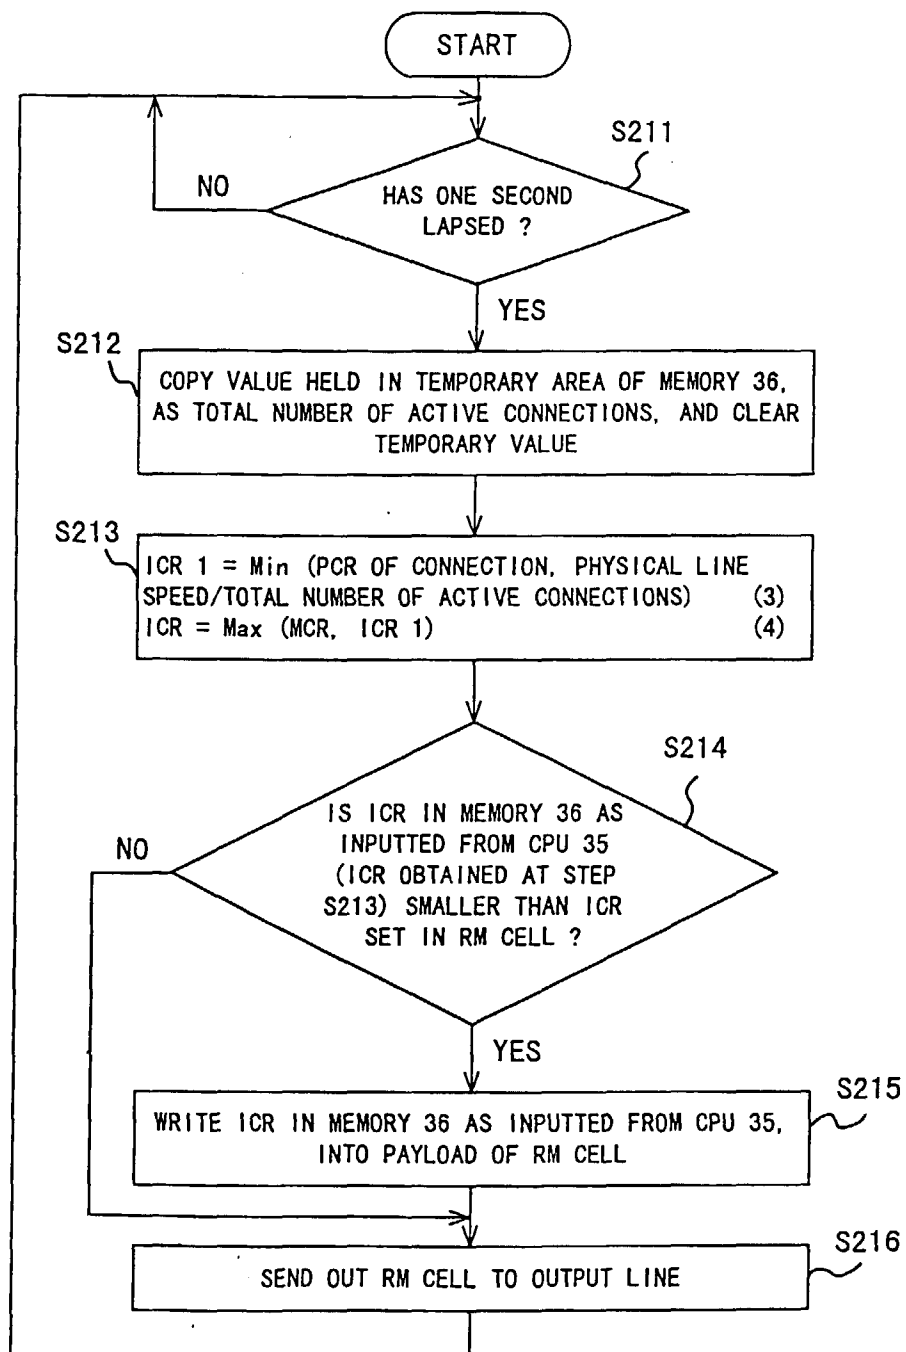 START
S211
HAS ONE SECOND
LAPSED ?
NO
YES
S212
COPY VALUE HELD IN TEMPORARY AREA OF MEMORY 36,
AS TOTAL NUMBER OF ACTIVE CONNECTIONS, AND CLEAR
TEMPORARY VALUE
S213
ICR 1 = Min (PCR OF CONNECTION, PHYSICAL LINE
SPEED/TOTAL NUMBER OF ACTIVE CONNECTIONS) (3)
ICR = Max (MCR, ICR 1) (4)
S214
IS ICR IN MEMORY 36 AS
INPUTTED FROM CPU 35
(ICR OBTAINED AT STEP
S213) SMALLER THAN ICR
SET IN RM CELL ?
NO
YES
S215
WRITE ICR IN MEMORY 36 AS INPUTTED FROM CPU 35,
INTO PAYLOAD OF RM CELL
S216
SEND OUT RM CELL TO OUTPUT LINE